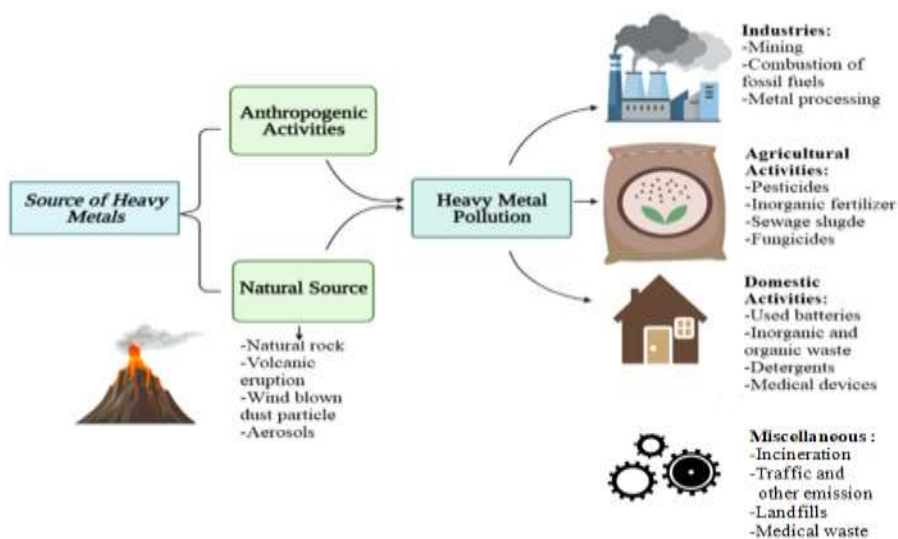 Source of Heavy
Metals
Anthropogenic
Activities
Natural Source
-Natural rock
-Volcanic
eruption
-Wind blown
dust particle
-Aerosols
Heavy Metal
Pollution
Industries:
-Mining
-Combustion of
fossil fuels
-Metal processing
Agricultural
Activities:
-Pesticides
-Inorganic fertilizer
-Sewage slugde
-Fungicides
Domestic
Activities:
-Used batteries
-Inorganic and
organic waste
-Detergents
-Medical devices
Miscellaneous :
-Incineration
-Traffic and
other emission
-Landfills
-Medical waste